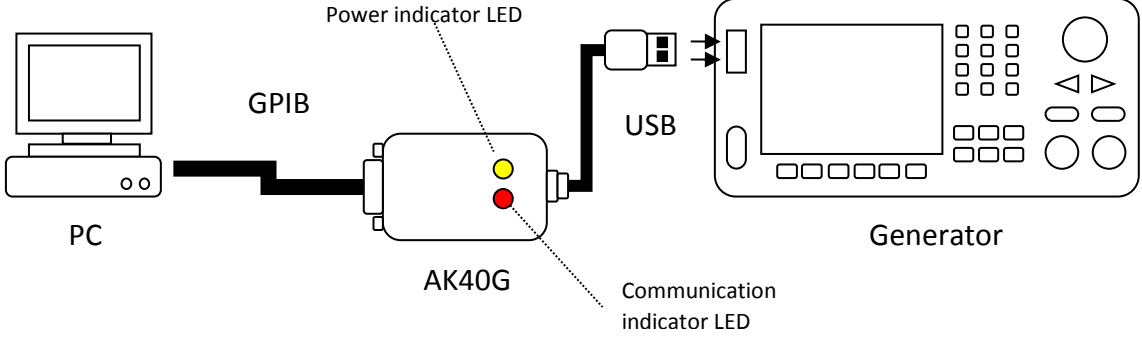 Power indicator LED
GPIB
USB
PC
Generator
AK40G
Communication
indicator LED